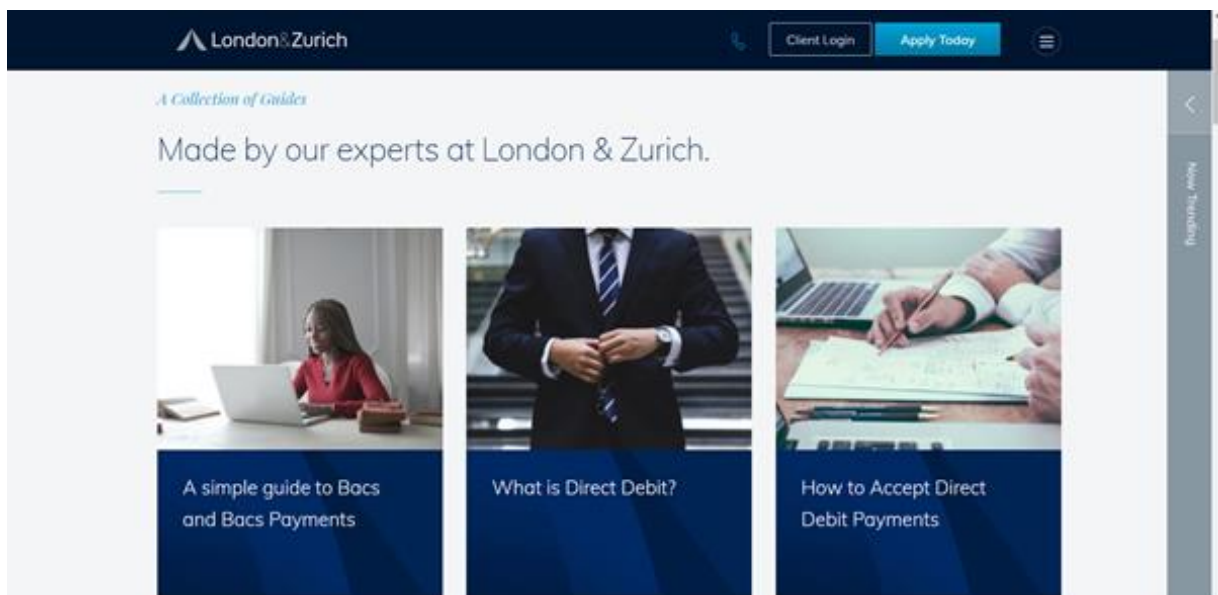 London&Zurich
Client Login
Apply Today
A Collection of Guides
Made by our experts at London & Zurich.
Now Trending
A simple guide to Bacs
and Bacs Payments
What is Direct Debit?
How to Accept Direct
Debit Payments